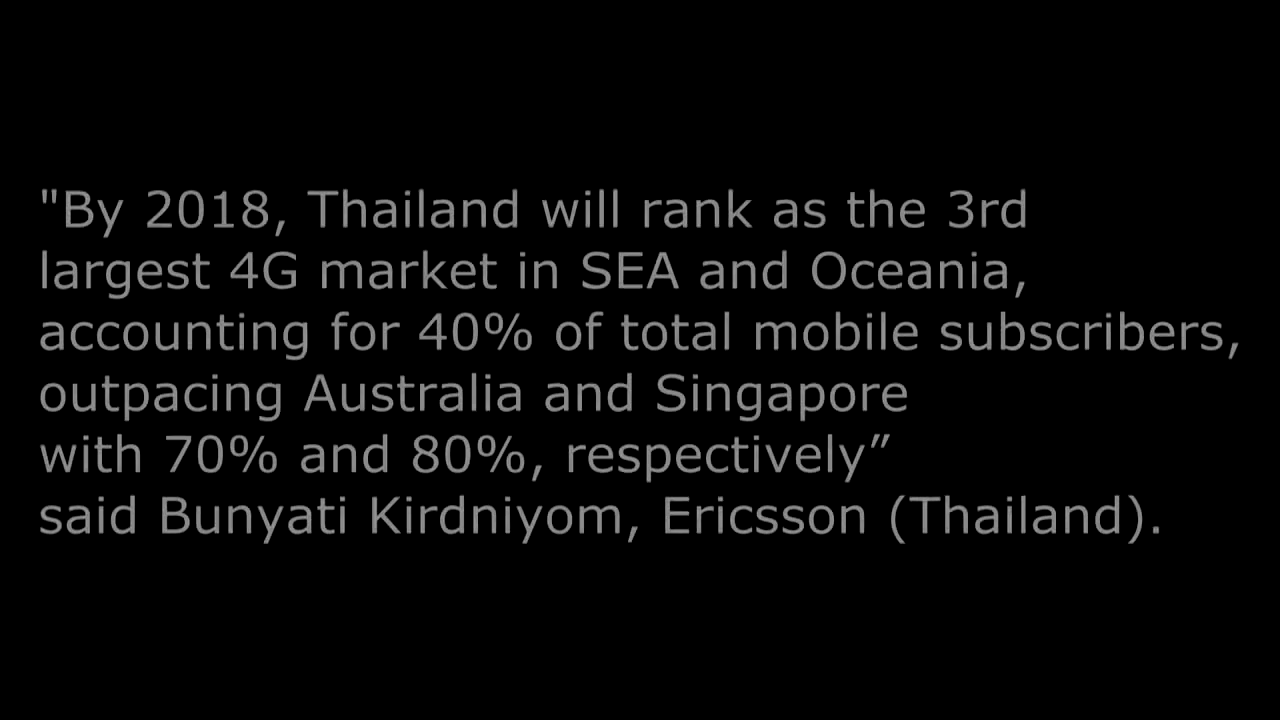 "By 2018, Thailand will rank as the 3rd
largest 4G market in SEA and Oceania,
accounting for 40% of total mobile subscribers,
outpacing Australia and Singapore
with 70% and 80%, respectively”
said Bunyati Kirdniyom, Ericsson (Thailand).